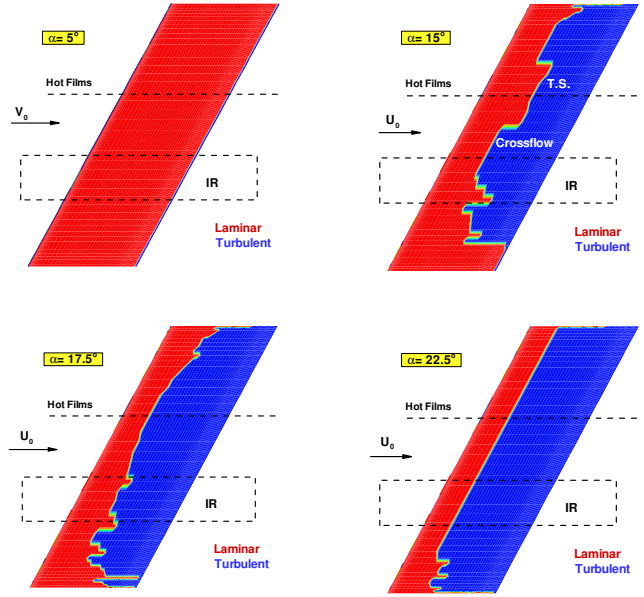 α= 5°
Hot Films
V₀
IR
Laminar
Turbulent
α= 15°
Hot Films
T.S.
U₀
Crossflow
IR
Laminar
Turbulent
α= 17.5°
Hot Films
U₀
IR
Laminar
Turbulent
α= 22.5°
Hot Films
U₀
IR
Laminar
Turbulent